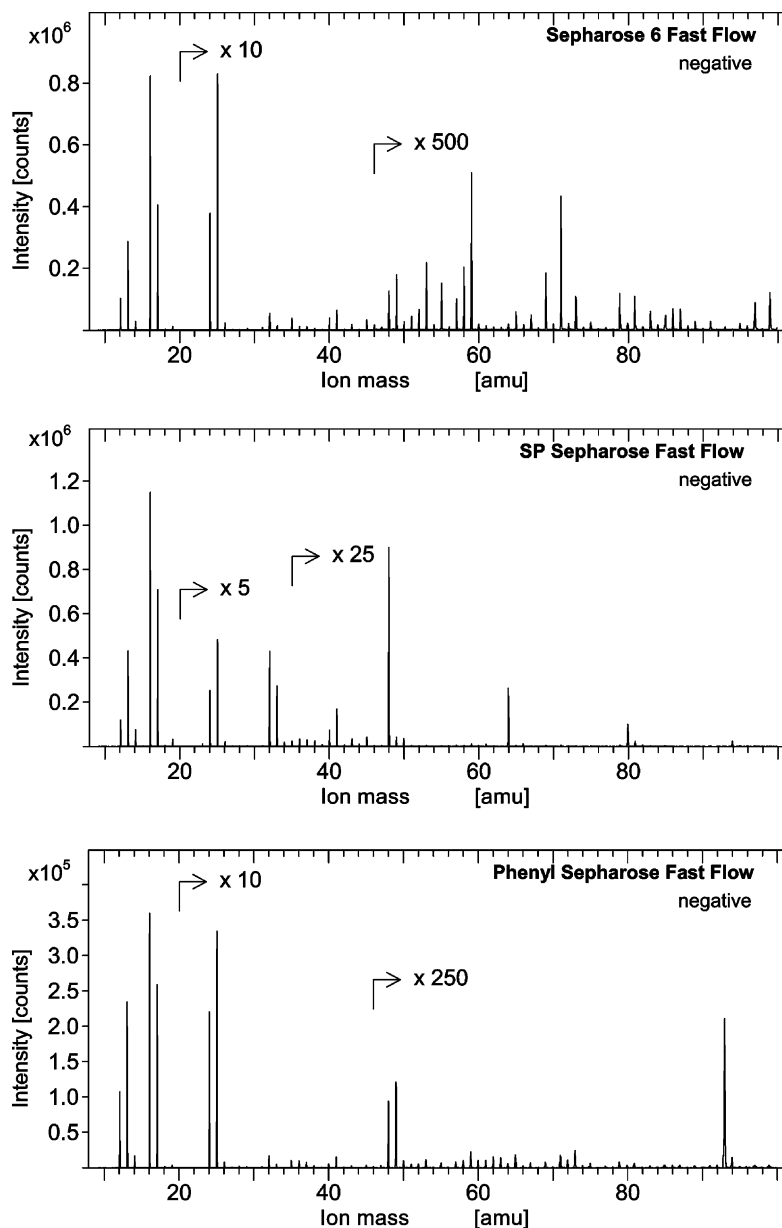 x10⁶
Sepharose 6 Fast Flow
negative
x 10
x 500
0.8
0.6
0.4
0.2
Intensity [counts]
20 40 60 80
Ion mass [amu]
x10⁶
SP Sepharose Fast Flow
negative
x 5
x 25
1.2
1.0
0.8
0.6
0.4
0.2
Intensity [counts]
20 40 60 80
Ion mass [amu]
x10⁵
Phenyl Sepharose Fast Flow
negative
x 10
x 250
3.5
3.0
2.5
2.0
1.5
1.0
0.5
Intensity [counts]
20 40 60 80
Ion mass [amu]